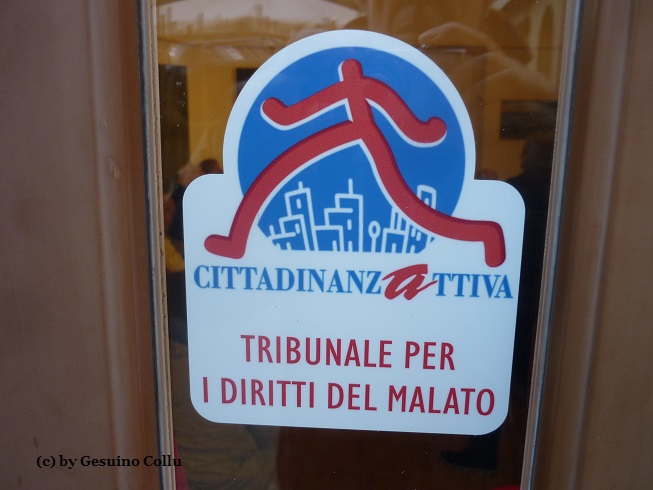 CITTADINANZATTIVA
TRIBUNALE PER
I DIRITTI DEL MALATO
(c) by Gesuino Collu